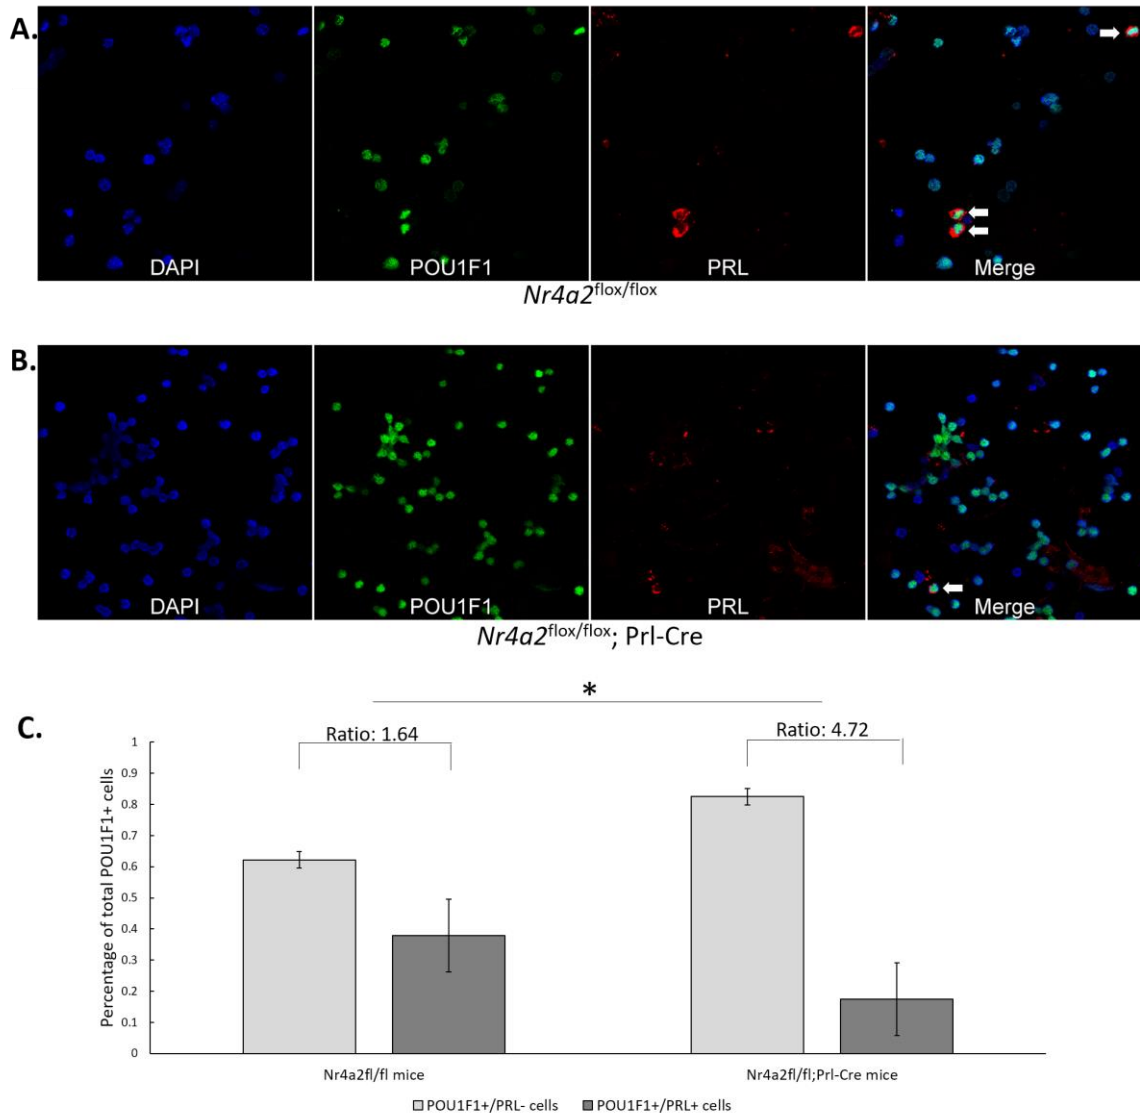 A.
DAPI POU1F1 PRL Merge
Nr4a2flox/flox
B.
DAPI POU1F1 PRL Merge
Nr4a2flox/flox; Prl-Cre
*
C.
Ratio: 1.64 Ratio: 4.72
Percentage of total POU1F1+ cells
1
0.9
0.8
0.7
0.6
0.5
0.4
0.3
0.2
0.1
0
Nr4a2fl/fl mice Nr4a2fl/fl;Prl-Cre mice
POU1F1+/PRL- cells POU1F1+/PRL+ cells